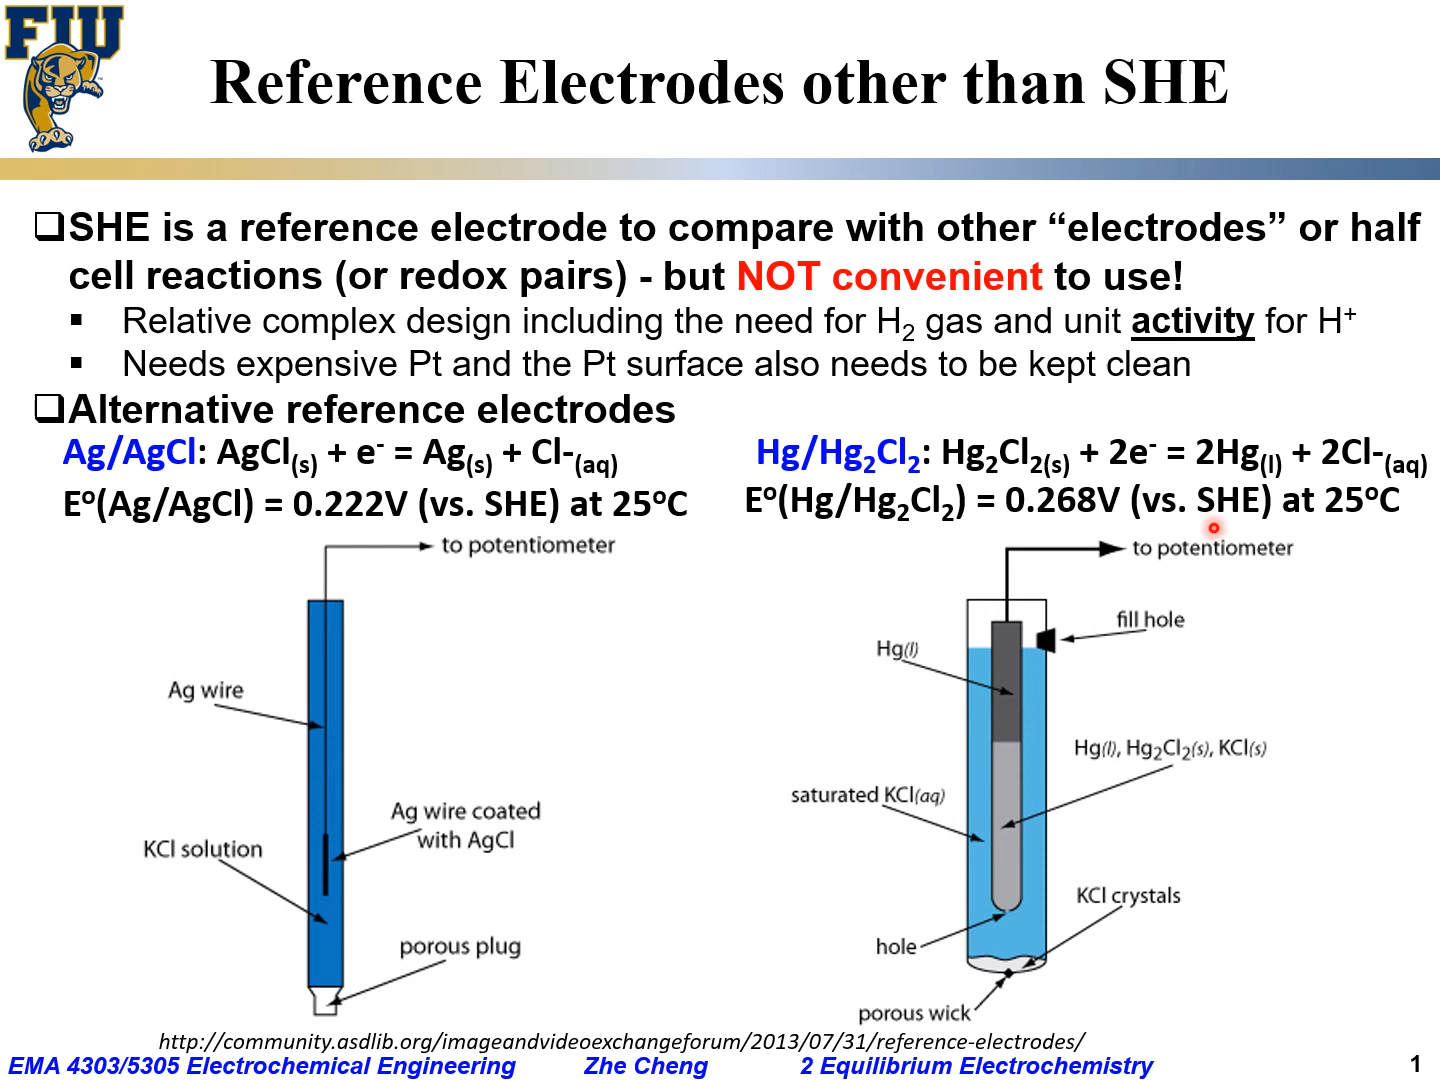 FIU
Reference Electrodes other than SHE
❑SHE is a reference electrode to compare with other “electrodes” or half
cell reactions (or redox pairs) - but NOT convenient to use!
▪ Relative complex design including the need for H2 gas and unit activity for H+
▪ Needs expensive Pt and the Pt surface also needs to be kept clean
❑Alternative reference electrodes
Ag/AgCl: AgCl(s) + e- = Ag(s) + Cl-(aq)
Eo(Ag/AgCl) = 0.222V (vs. SHE) at 25oC
Hg/Hg2Cl2: Hg2Cl2(s) + 2e- = 2Hg(l) + 2Cl-(aq)
Eo(Hg/Hg2Cl2) = 0.268V (vs. SHE) at 25oC
to potentiometer
Ag wire
Ag wire coated
with AgCl
KCl solution
porous plug
to potentiometer
fill hole
Hg(l)
Hg(l), Hg2Cl2(s), KCl(s)
saturated KCl(aq)
KCl crystals
hole
porous wick
http://community.asdlib.org/imageandvideoexchangeforum/2013/07/31/reference-electrodes/
EMA 4303/5305 Electrochemical Engineering Zhe Cheng 2 Equilibrium Electrochemistry 1